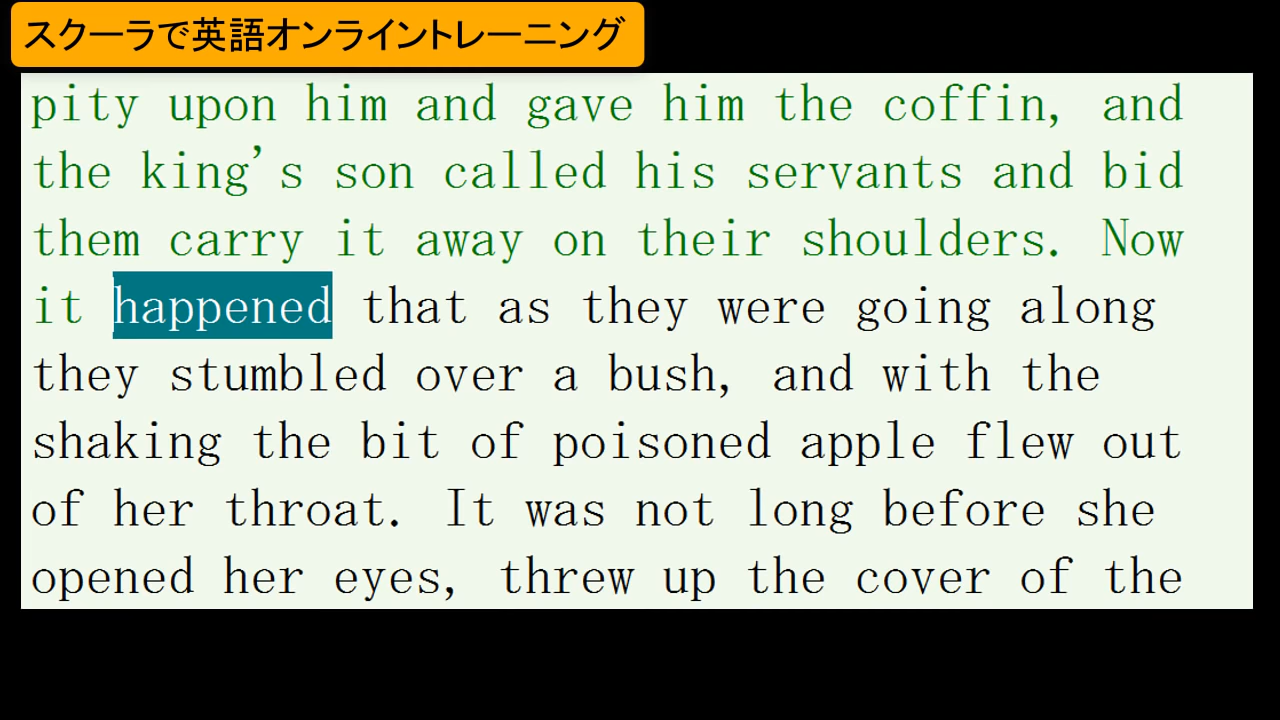 スクーラで英語オンライントレーニング
pity upon him and gave him the coffin, and
the king's son called his servants and bid
them carry it away on their shoulders. Now
it happened that as they were going along
they stumbled over a bush, and with the
shaking the bit of poisoned apple flew out
of her throat. It was not long before she
opened her eyes, threw up the cover of the